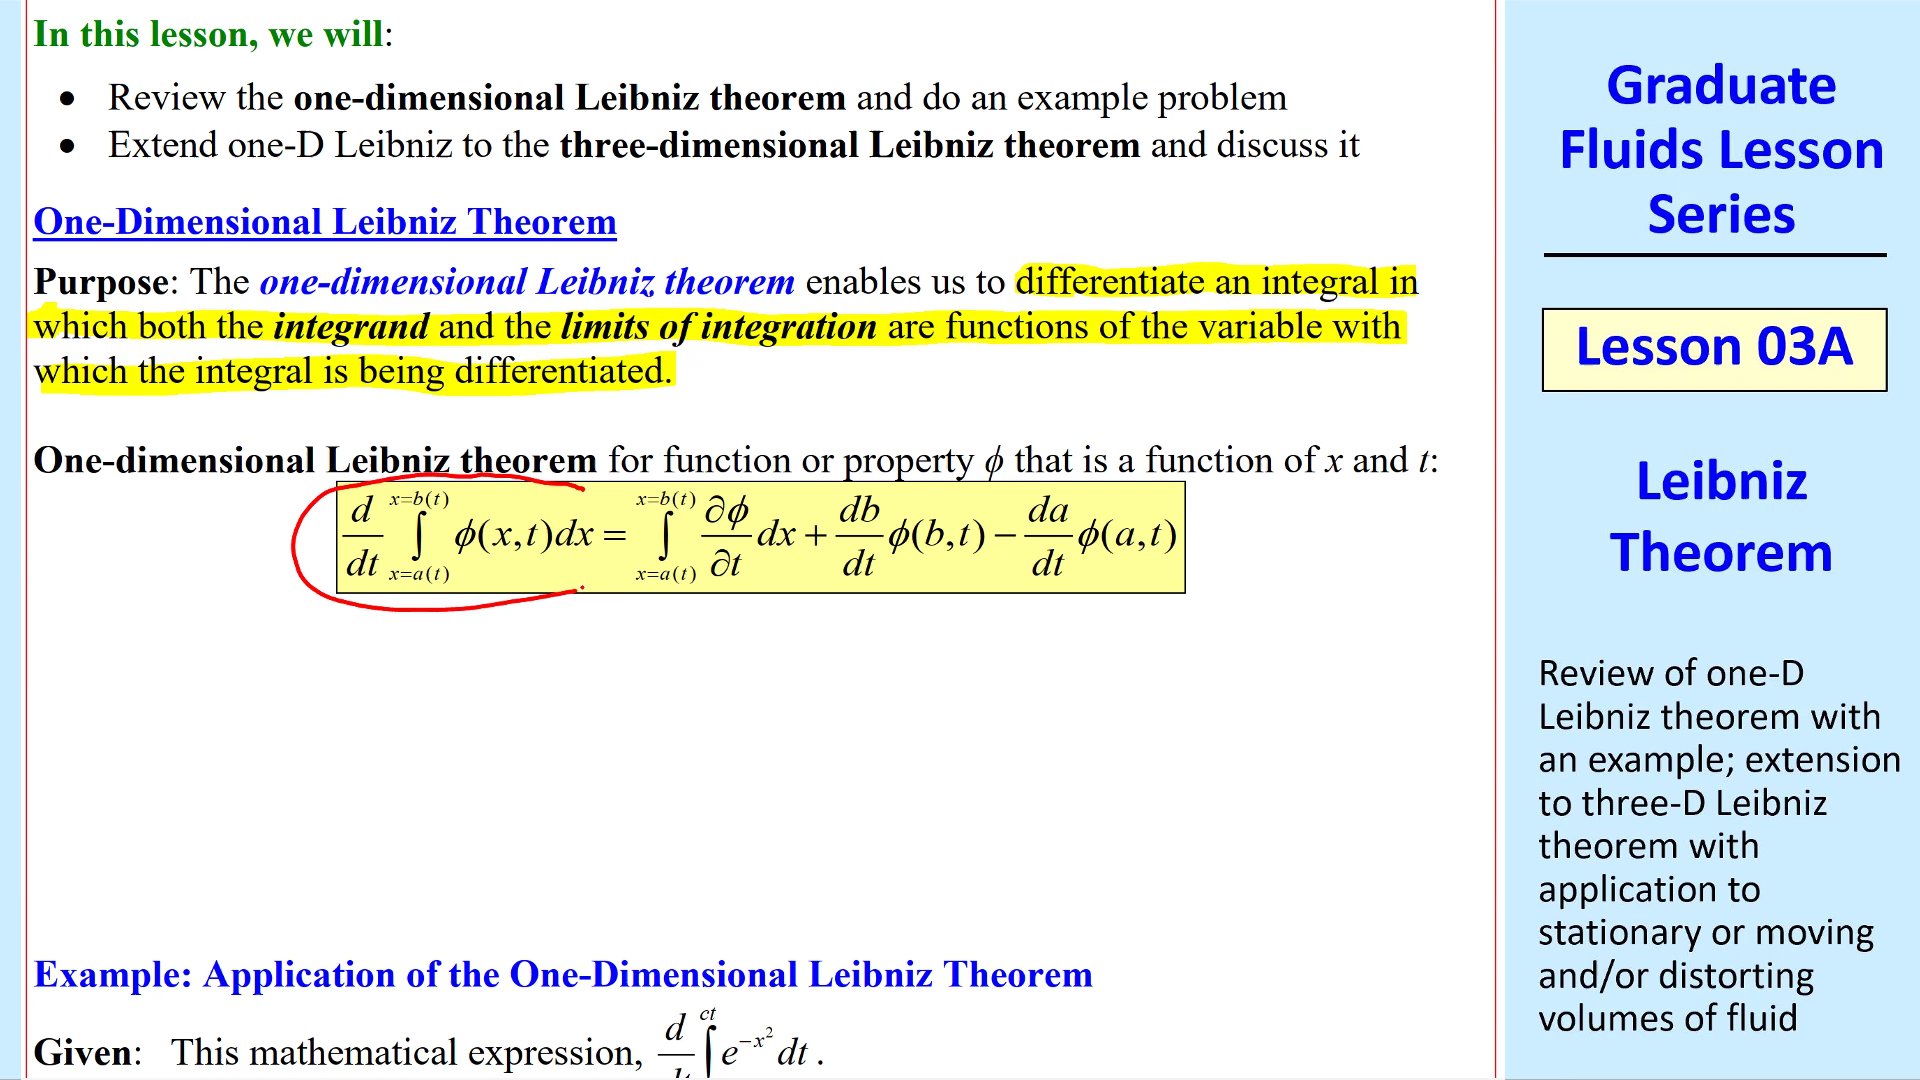 In this lesson, we will:
• Review the one-dimensional Leibniz theorem and do an example problem
• Extend one-D Leibniz to the three-dimensional Leibniz theorem and discuss it
One-Dimensional Leibniz Theorem
Purpose: The one-dimensional Leibniz theorem enables us to differentiate an integral in
which both the integrand and the limits of integration are functions of the variable with
which the integral is being differentiated.
One-dimensional Leibniz theorem for function or property ϕ that is a function of x and t:
d/dt ∫_{x=a(t)}^{x=b(t)} ϕ(x,t)dx = ∫_{x=a(t)}^{x=b(t)} ∂ϕ/∂t dx + db/dt ϕ(b,t) − da/dt ϕ(a,t)
Example: Application of the One-Dimensional Leibniz Theorem
Given: This mathematical expression, d ∫^{ct} e^{−x²} dt .
Graduate
Fluids Lesson
Series
Lesson 03A
Leibniz
Theorem
Review of one-D
Leibniz theorem with
an example; extension
to three-D Leibniz
theorem with
application to
stationary or moving
and/or distorting
volumes of fluid